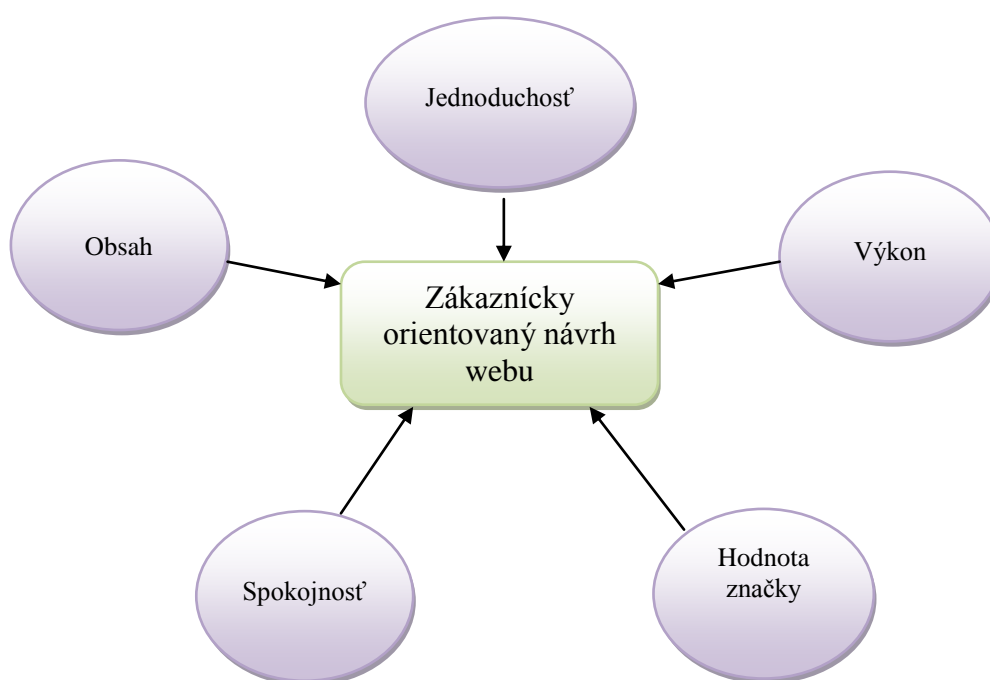 Jednoduchosť
Obsah
Výkon
Zákaznícky
orientovaný návrh
webu
Spokojnosť
Hodnota
značky